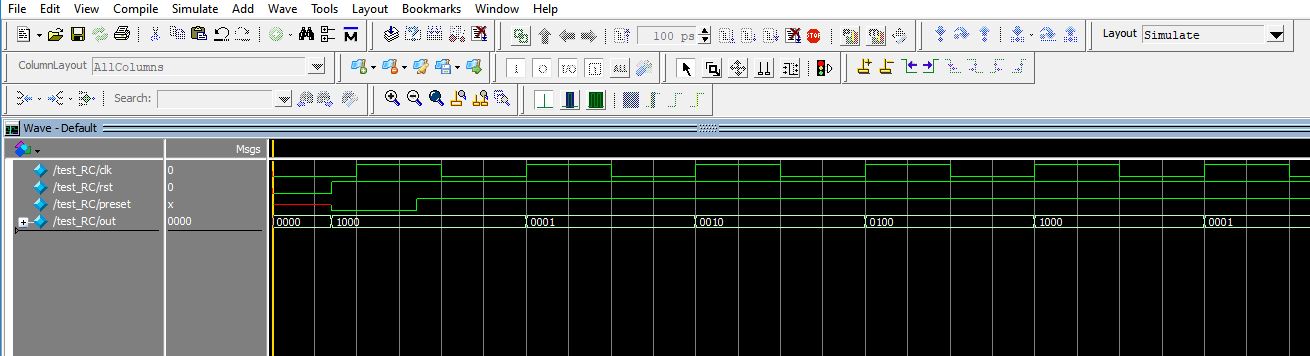 File Edit View Compile Simulate Add Wave Tools Layout Bookmarks Window Help
100 ps
STOP
Layout Simulate
ColumnLayout AllColumns
I O I/O ALL
Search:
Wave - Default
Msgs
/test_RC/clk 0
/test_RC/rst 0
/test_RC/preset x
/test_RC/out 0000 0000 1000 0001 0010 0100 1000 0001